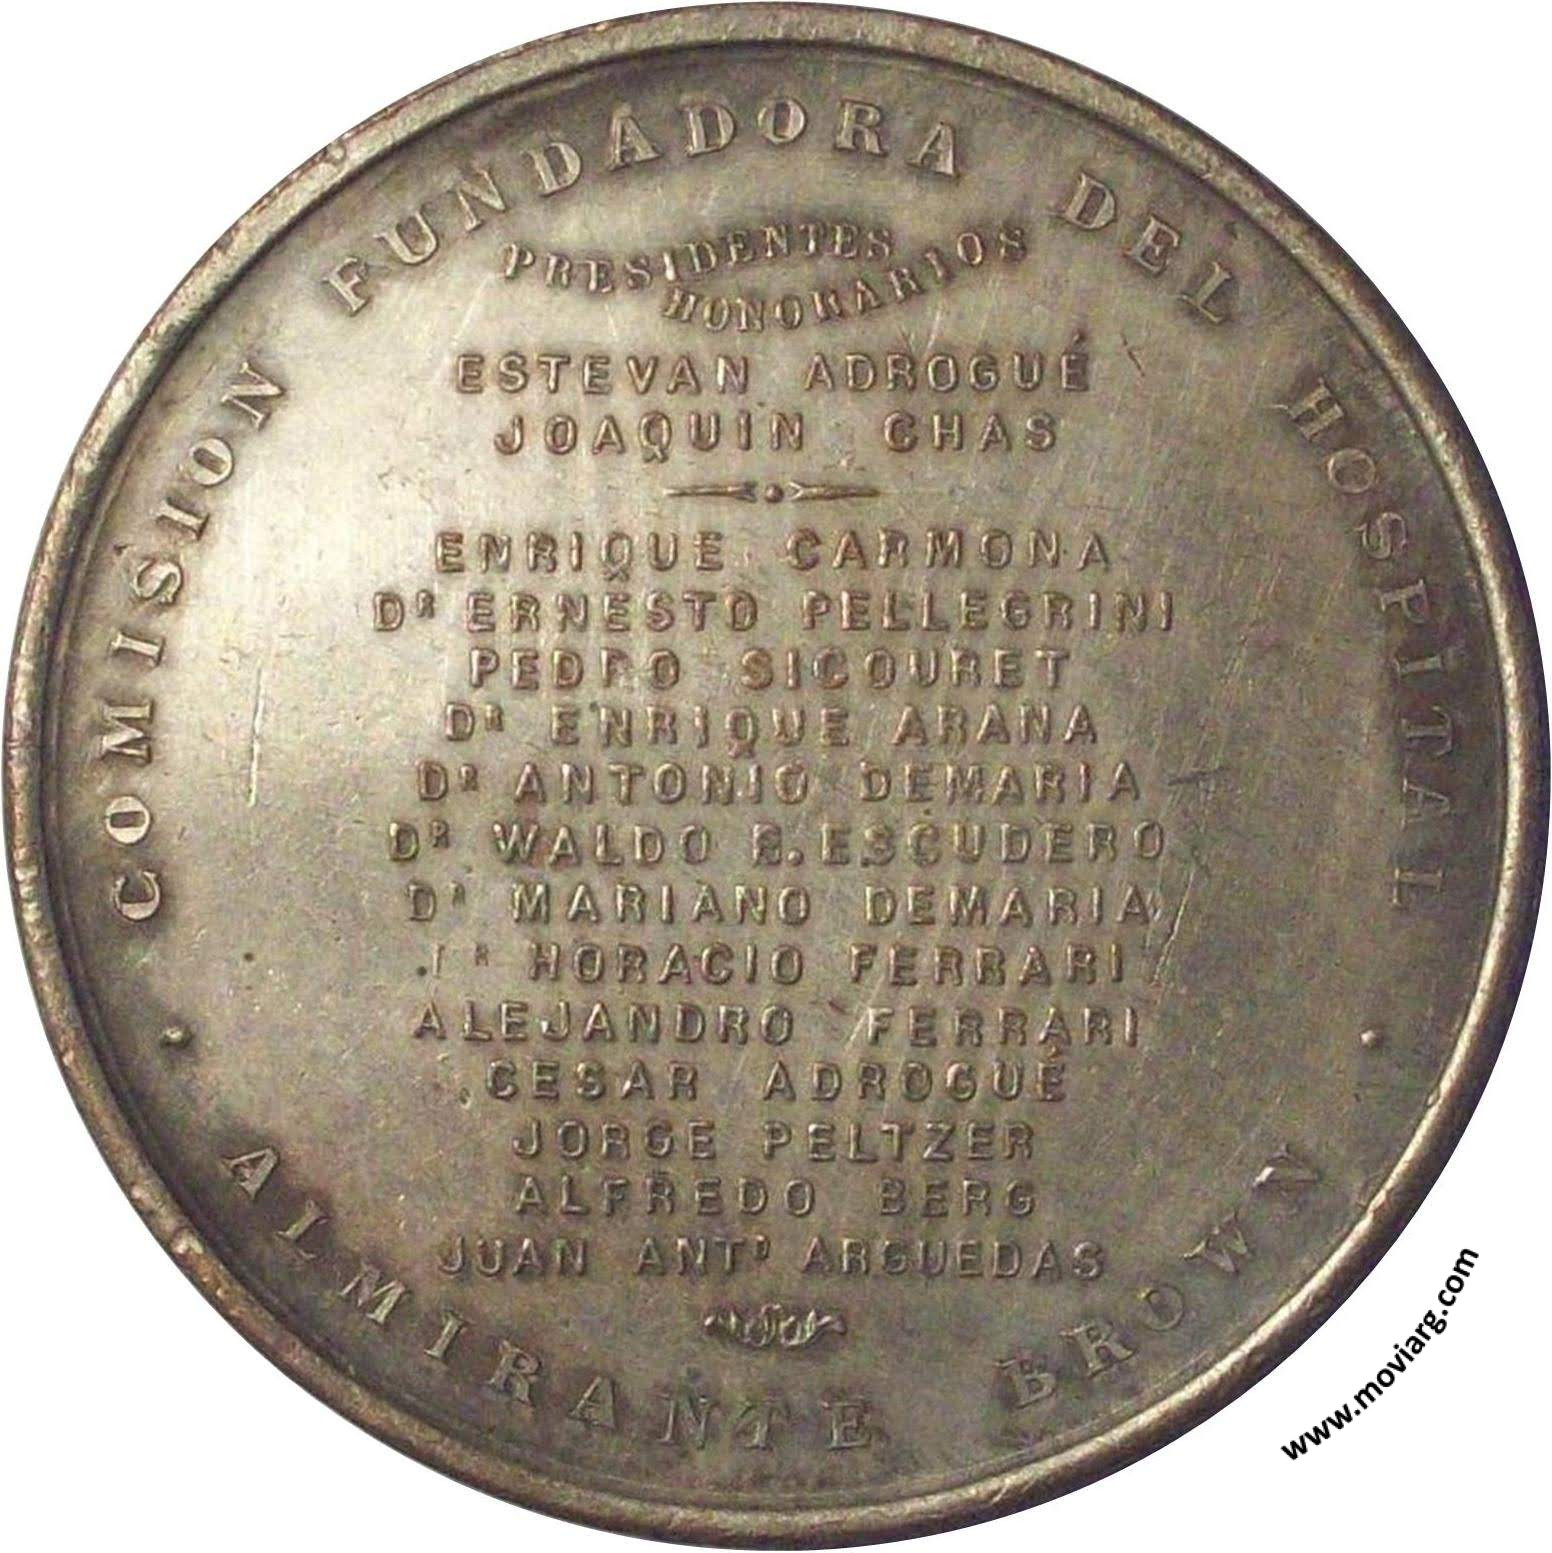 COMISION FUNDADORA DEL HOSPITAL
PRESIDENTES
HONORARIOS
ESTEVAN ADROGUÉ
JOAQUIN CHAS
ENRIQUE CARMONA
Dᴿ ERNESTO PELLEGRINI
PEDRO SICOURET
Dᴿ ENRIQUE ARANA
Dᴿ ANTONIO DEMARIA
Dᴿ WALDO E. ESCUDERO
Dᴿ MARIANO DEMARIA
Dᴿ HORACIO FERRARI
ALEJANDRO FERRARI
CESAR ADROGUÉ
JORGE PELTZER
ALFREDO BERG
JUAN ANTº ARGUEDAS
ALMIRANTE BROWN
www.moviarg.com